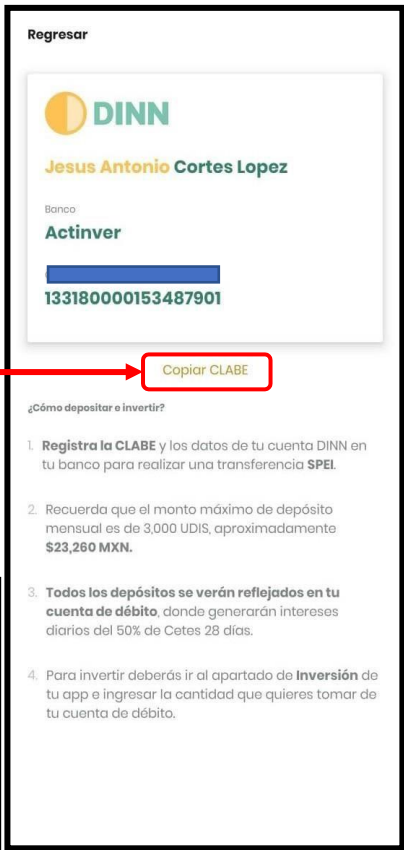 Regresar
DINN
Jesus Antonio Cortes Lopez
Banco
Actinver
133180000153487901
Copiar CLABE
¿Cómo depositar e invertir?
1. Registra la CLABE y los datos de tu cuenta DINN en
tu banco para realizar una transferencia SPEI.
2. Recuerda que el monto máximo de depósito
mensual es de 3,000 UDIS, aproximadamente
$23,260 MXN.
3. Todos los depósitos se verán reflejados en tu
cuenta de débito, donde generarán intereses
diarios del 50% de Cetes 28 días.
4. Para invertir deberás ir al apartado de Inversión de
tu app e ingresar la cantidad que quieres tomar de
tu cuenta de débito.